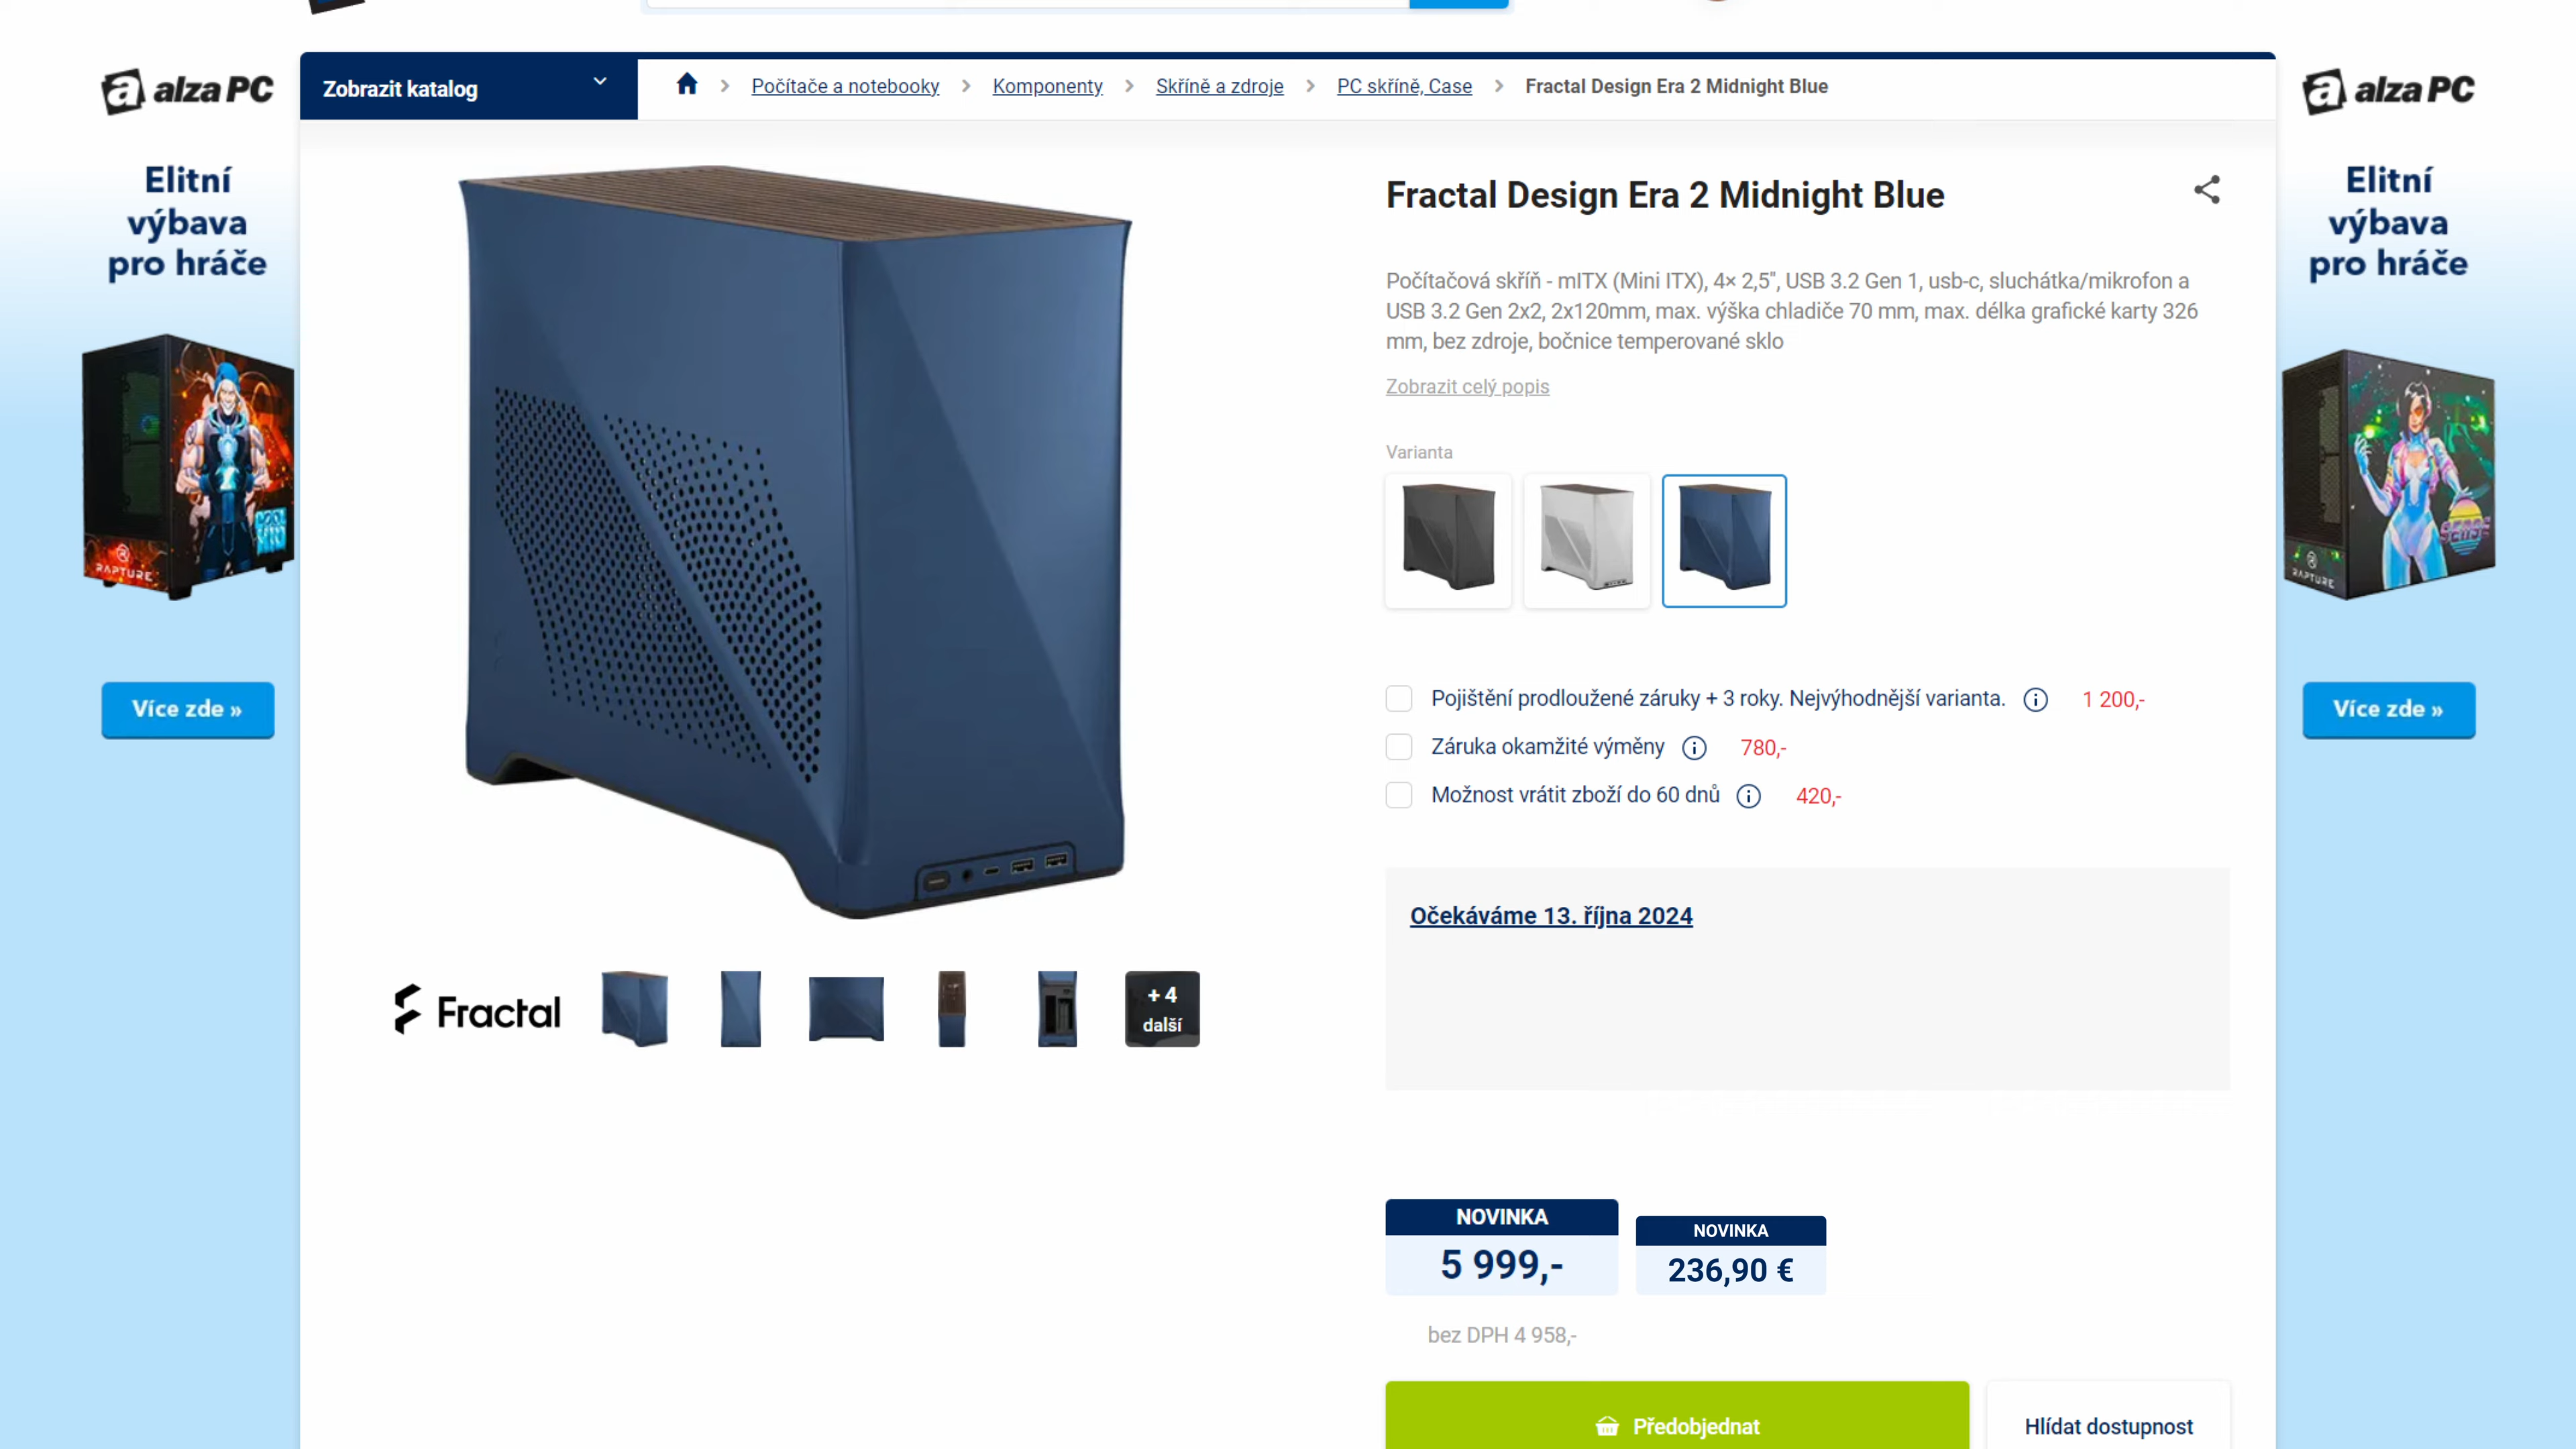 alza PC
Elitní
výbava
pro hráče
RAPTURE
Více zde »
Zobrazit katalog
Počítače a notebooky
Komponenty
Skříně a zdroje
PC skříně, Case
Fractal Design Era 2 Midnight Blue
Fractal
+ 4
další
Fractal Design Era 2 Midnight Blue
Počítačová skříň - mITX (Mini ITX), 4× 2,5", USB 3.2 Gen 1, usb-c, sluchátka/mikrofon a
USB 3.2 Gen 2x2, 2x120mm, max. výška chladiče 70 mm, max. délka grafické karty 326
mm, bez zdroje, bočnice temperované sklo
Zobrazit celý popis
Varianta
Pojištění prodloužené záruky + 3 roky. Nejvýhodnější varianta. 1 200,-
Záruka okamžité výměny 780,-
Možnost vrátit zboží do 60 dnů 420,-
Očekáváme 13. října 2024
NOVINKA
5 999,-
NOVINKA
236,90 €
bez DPH 4 958,-
Předobjednat
Hlídat dostupnost
alza PC
Elitní
výbava
pro hráče
RAPTURE
Více zde »